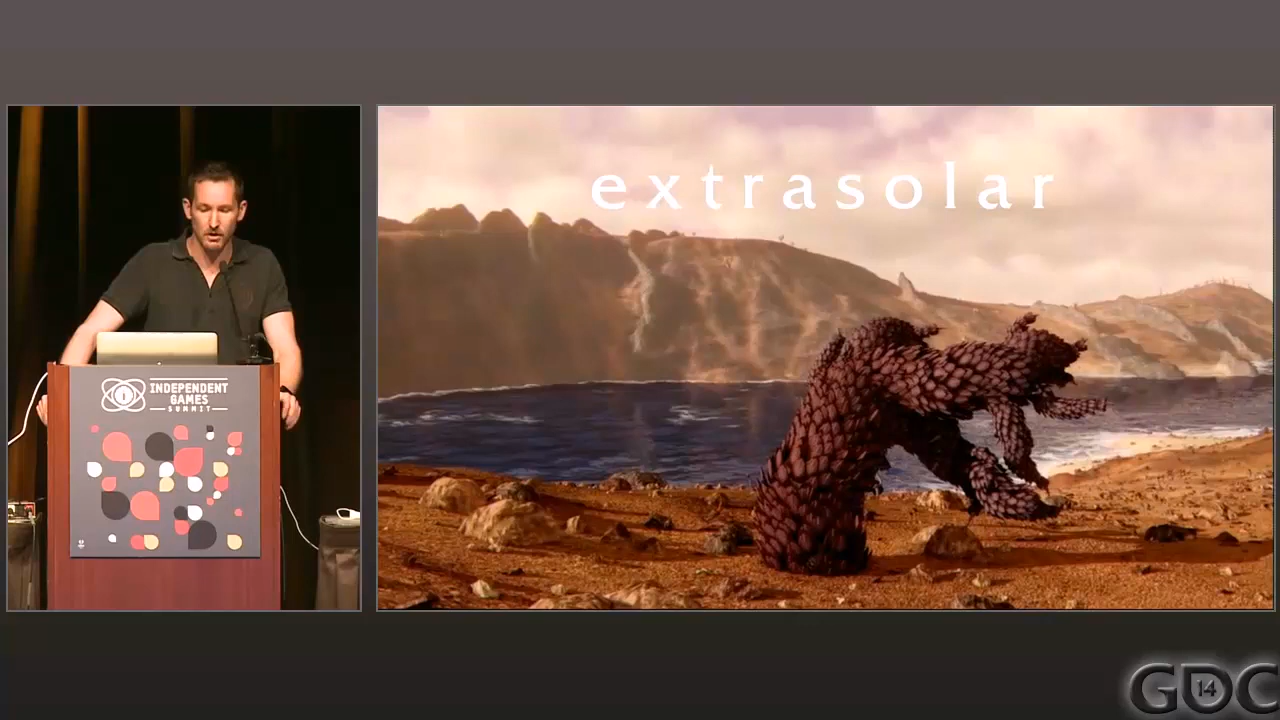 INDEPENDENT
GAMES
SUMMIT
extrasolar
GDC
14